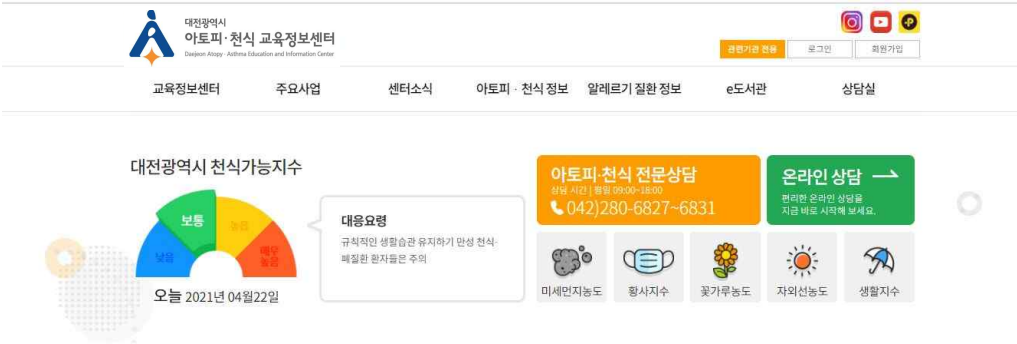 대전광역시
아토피·천식 교육정보센터
Daejeon Atopy · Asthma Education and Information Center
관련기관 전용
로그인
회원가입
교육정보센터
주요사업
센터소식
아토피 · 천식 정보
알레르기 질환 정보
e도서관
상담실
대전광역시 천식가능지수
낮음
보통
높음
매우
높음
오늘 2021년 04월22일
대응요령
규칙적인 생활습관 유지하기 만성 천식·
폐질환 환자들은 주의
아토피·천식 전문상담
상담 시간 | 평일 09:00~18:00
042)280-6827~6831
온라인 상담
편리한 온라인 상담을
지금 바로 시작해 보세요.
미세먼지농도
황사지수
꽃가루농도
자외선농도
생활지수